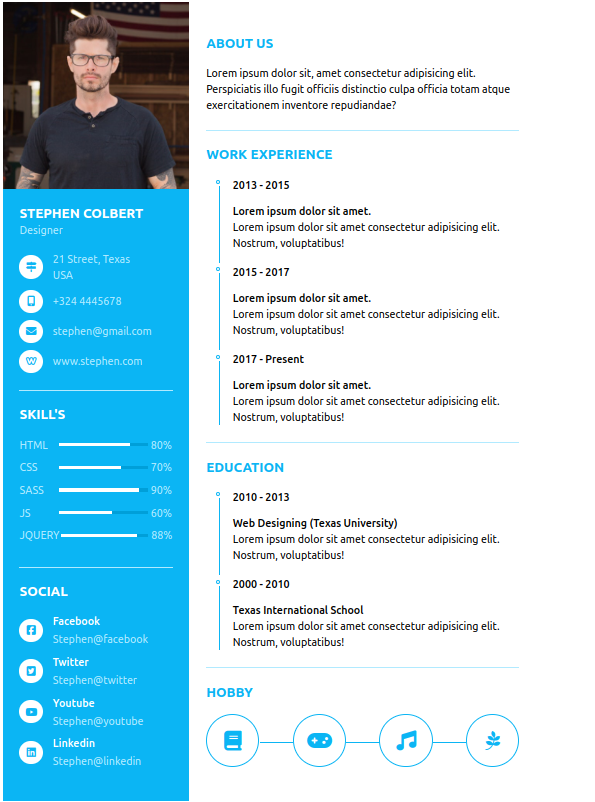 STEPHEN COLBERT
Designer
21 Street, Texas
USA
+324 4445678
stephen@gmail.com
www.stephen.com
SKILL'S
HTML 80%
CSS 70%
SASS 90%
JS 60%
JQUERY 88%
SOCIAL
Facebook
Stephen@facebook
Twitter
Stephen@twitter
Youtube
Stephen@youtube
Linkedin
Stephen@linkedin
ABOUT US
Lorem ipsum dolor sit, amet consectetur adipisicing elit.
Perspiciatis illo fugit officiis distinctio culpa officia totam atque
exercitationem inventore repudiandae?
WORK EXPERIENCE
2013 - 2015
Lorem ipsum dolor sit amet.
Lorem ipsum dolor sit amet consectetur adipisicing elit.
Nostrum, voluptatibus!
2015 - 2017
Lorem ipsum dolor sit amet.
Lorem ipsum dolor sit amet consectetur adipisicing elit.
Nostrum, voluptatibus!
2017 - Present
Lorem ipsum dolor sit amet.
Lorem ipsum dolor sit amet consectetur adipisicing elit.
Nostrum, voluptatibus!
EDUCATION
2010 - 2013
Web Designing (Texas University)
Lorem ipsum dolor sit amet consectetur adipisicing elit.
Nostrum, voluptatibus!
2000 - 2010
Texas International School
Lorem ipsum dolor sit amet consectetur adipisicing elit.
Nostrum, voluptatibus!
HOBBY